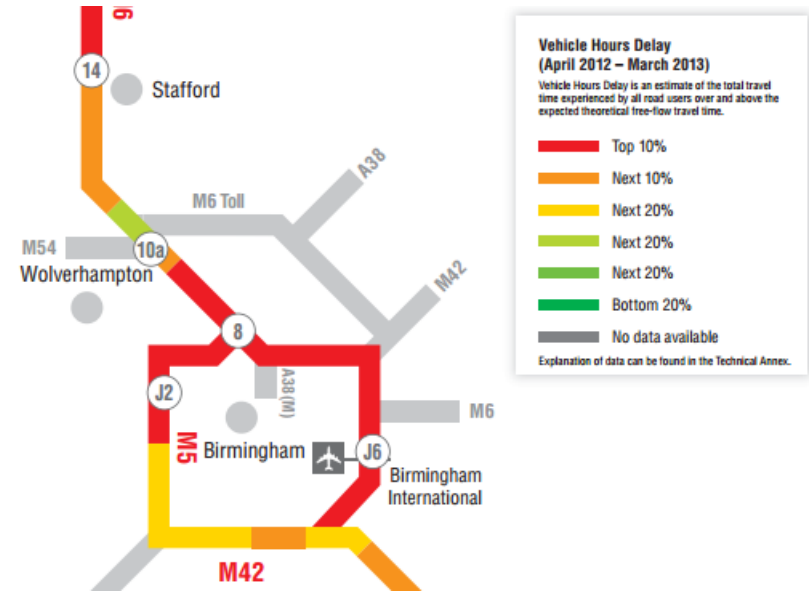 6
14
Stafford
A38
M6 Toll
M54
10a
Wolverhampton
M42
8
J2
A38 (M)
M6
M5
Birmingham
J6
Birmingham
International
M42
Vehicle Hours Delay
(April 2012 – March 2013)
Vehicle Hours Delay is an estimate of the total travel
time experienced by all road users over and above the
expected theoretical free-flow travel time.
Top 10%
Next 10%
Next 20%
Next 20%
Next 20%
Bottom 20%
No data available
Explanation of data can be found in the Technical Annex.